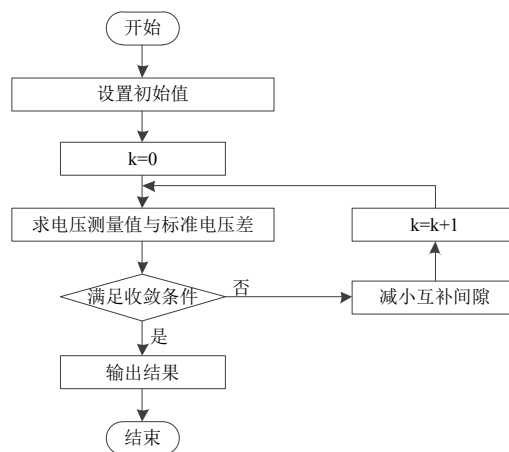 开始
设置初始值
k=0
求电压测量值与标准电压差
k=k+1
满足收敛条件
否
减小互补间隙
是
输出结果
结束